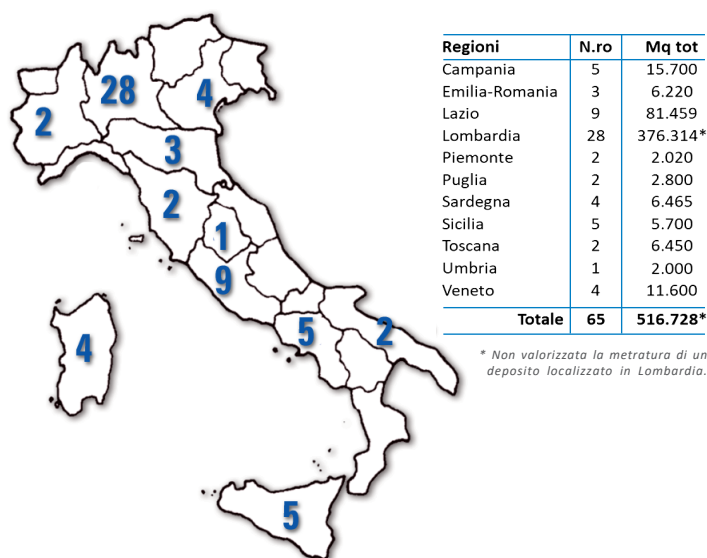 28
4
2
3
2
1
9
5
2
4
5
Regioni N.ro Mq tot
Campania 5 15.700
Emilia-Romania 3 6.220
Lazio 9 81.459
Lombardia 28 376.314*
Piemonte 2 2.020
Puglia 2 2.800
Sardegna 4 6.465
Sicilia 5 5.700
Toscana 2 6.450
Umbria 1 2.000
Veneto 4 11.600
Totale 65 516.728*
* Non valorizzata la metratura di un
deposito localizzato in Lombardia.